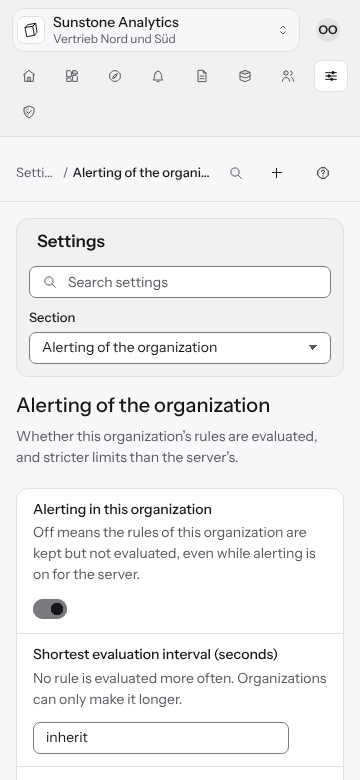 Sunstone Analytics
Vertrieb Nord und Süd
OO
Setti... / Alerting of the organi...
Settings
Search settings
Section
Alerting of the organization
Alerting of the organization
Whether this organization's rules are evaluated,
and stricter limits than the server's.
Alerting in this organization
Off means the rules of this organization are
kept but not evaluated, even while alerting is
on for the server.
Shortest evaluation interval (seconds)
No rule is evaluated more often. Organizations
can only make it longer.
inherit